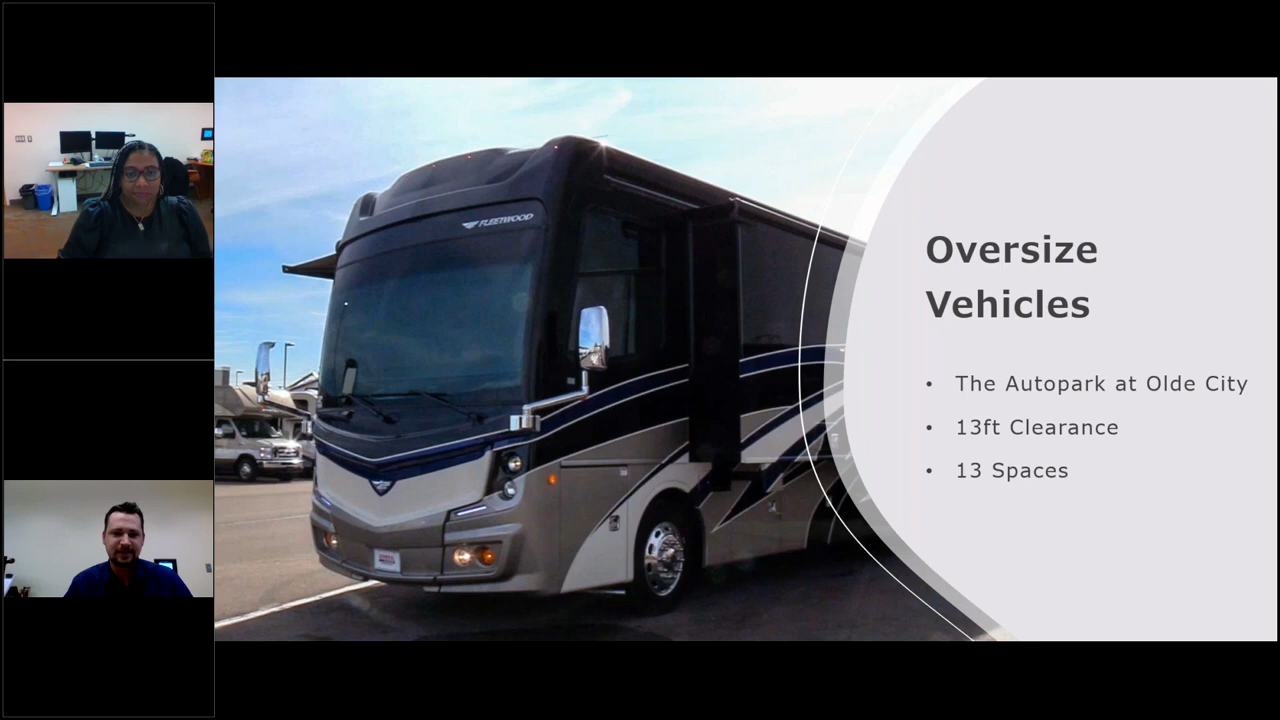 FLEETWOOD
Oversize
Vehicles
• The Autopark at Olde City
• 13ft Clearance
• 13 Spaces